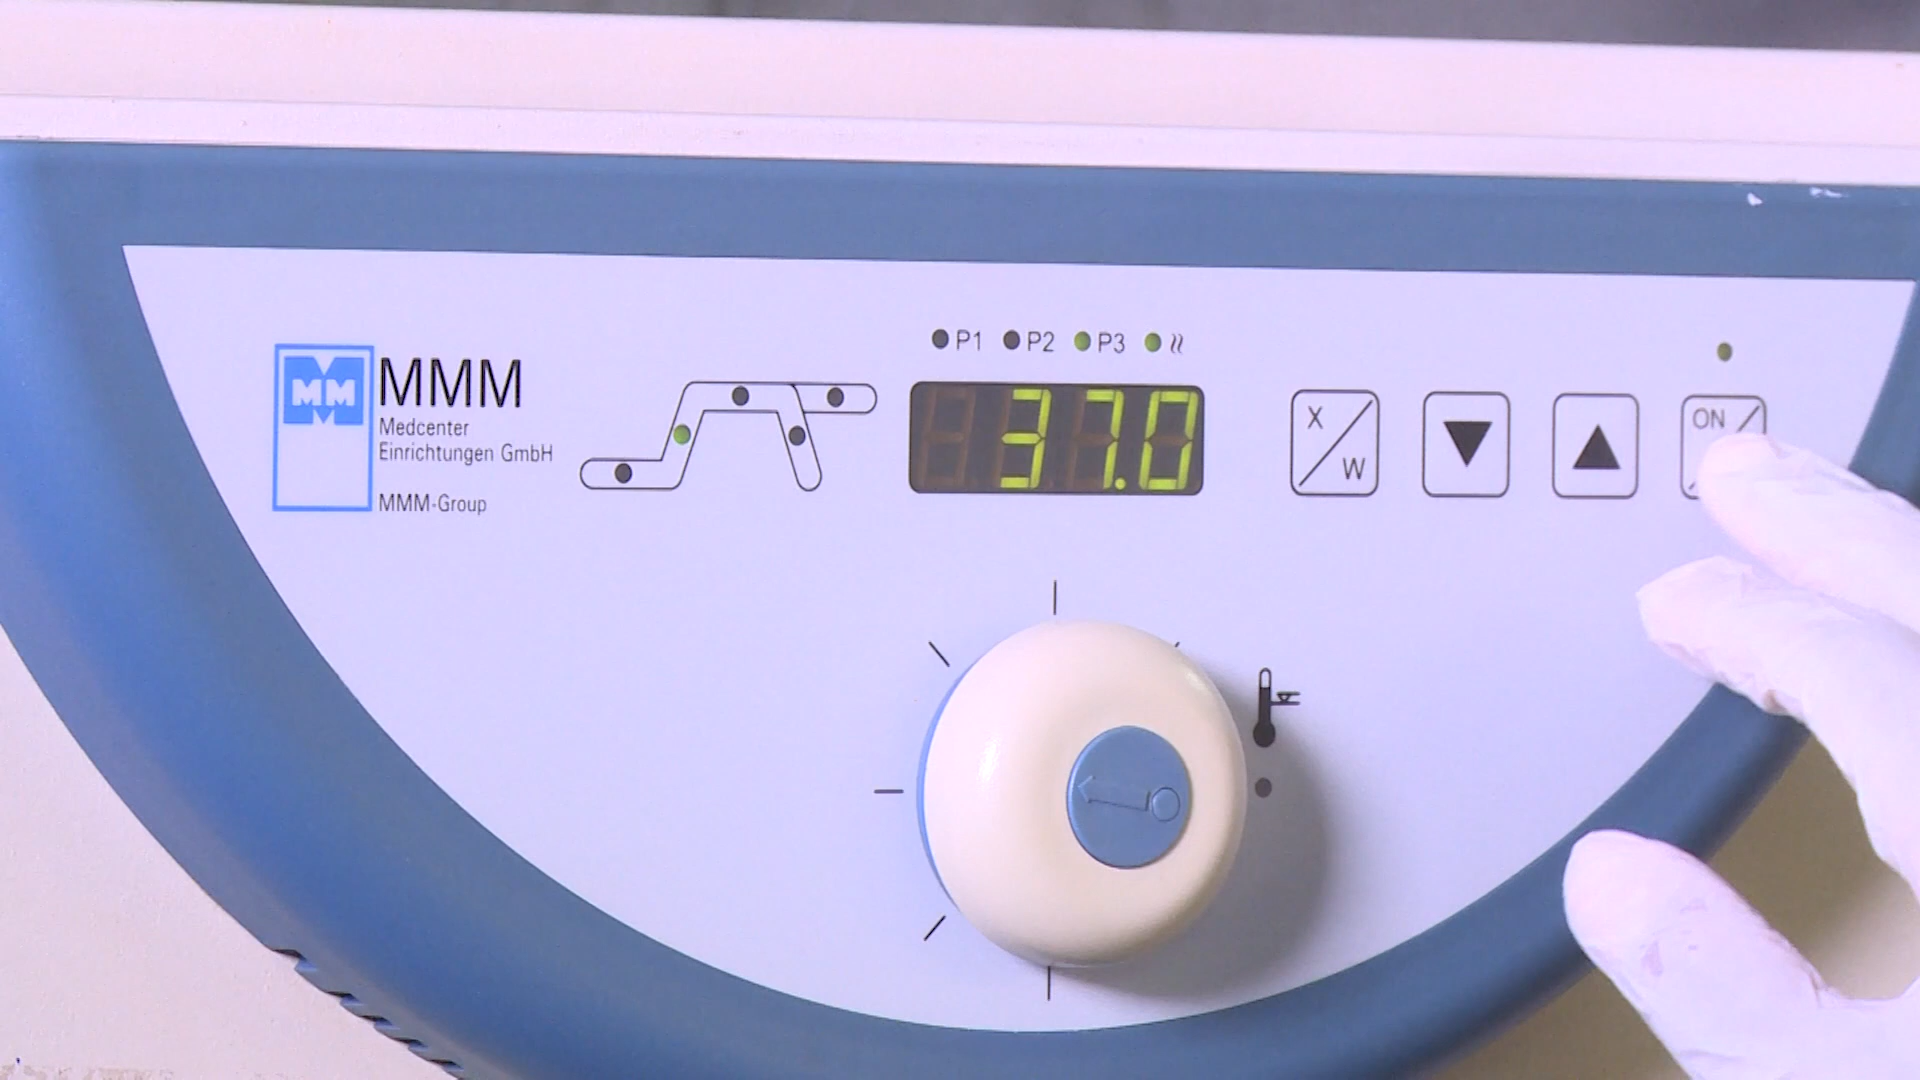 MM
MMM
Medcenter
Einrichtungen GmbH
MMM-Group
P1 P2 P3
37.0
X
W
ON